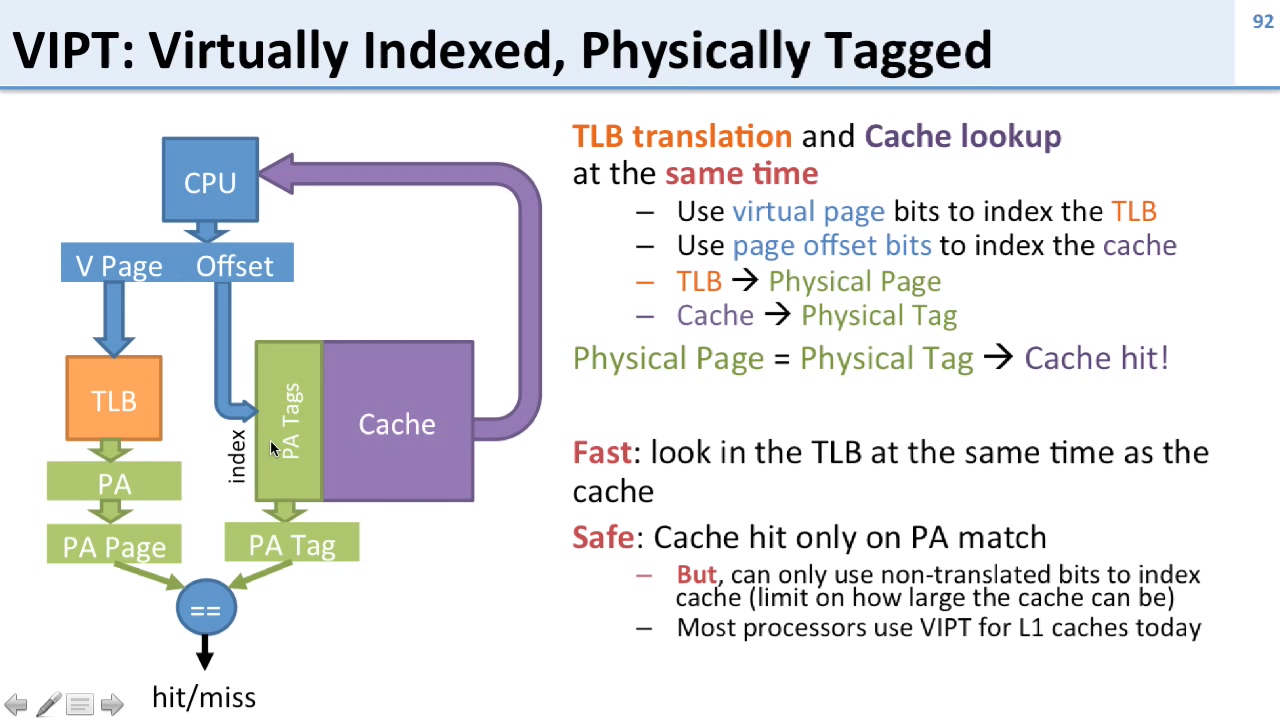 VIPT: Virtually Indexed, Physically Tagged
92
CPU
V Page Offset
TLB
index
PA Tags
Cache
PA
PA Page
PA Tag
==
hit/miss
TLB translation and Cache lookup
at the same time
– Use virtual page bits to index the TLB
– Use page offset bits to index the cache
– TLB → Physical Page
– Cache → Physical Tag
Physical Page = Physical Tag → Cache hit!
Fast: look in the TLB at the same time as the
cache
Safe: Cache hit only on PA match
– But, can only use non-translated bits to index
cache (limit on how large the cache can be)
– Most processors use VIPT for L1 caches today